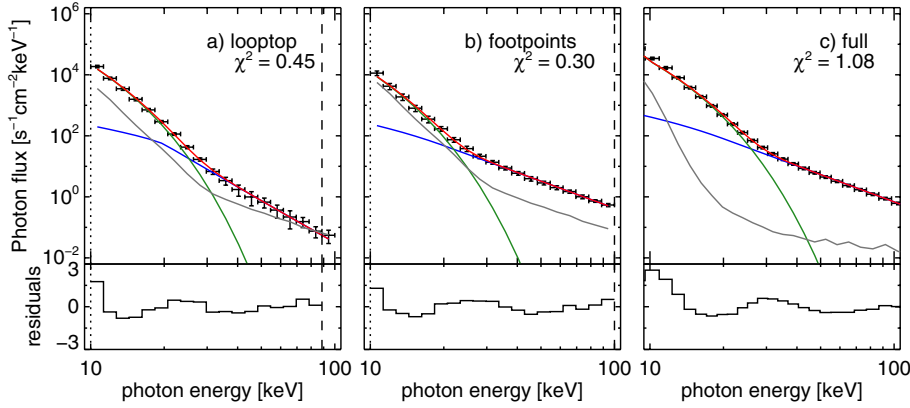 Photon flux [s⁻¹cm⁻²keV⁻¹]
10⁶
10⁴
10²
10⁰
10⁻²
a) looptop
χ² = 0.45
b) footpoints
χ² = 0.30
c) full
χ² = 1.08
residuals
3
0
−3
10 100
10 100
10 100
photon energy [keV]
photon energy [keV]
photon energy [keV]